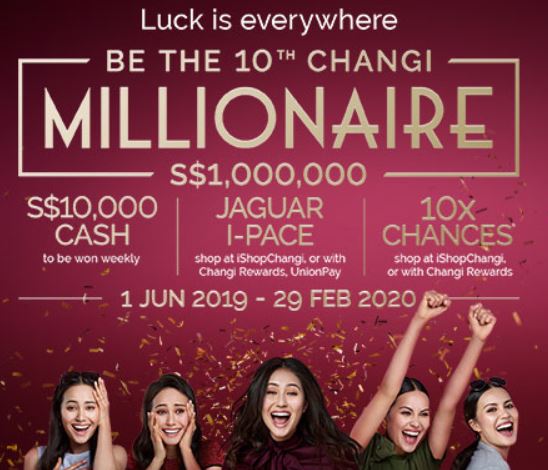 Luck is everywhere
BE THE 10TH CHANGI
MILLIONAIRE
S$1,000,000
S$10,000
CASH
to be won weekly
JAGUAR
I-PACE
shop at iShopChangi, or with
Changi Rewards, UnionPay
10X
CHANCES*
shop at iShopChangi,
or with Changi Rewards
1 JUN 2019 - 29 FEB 2020